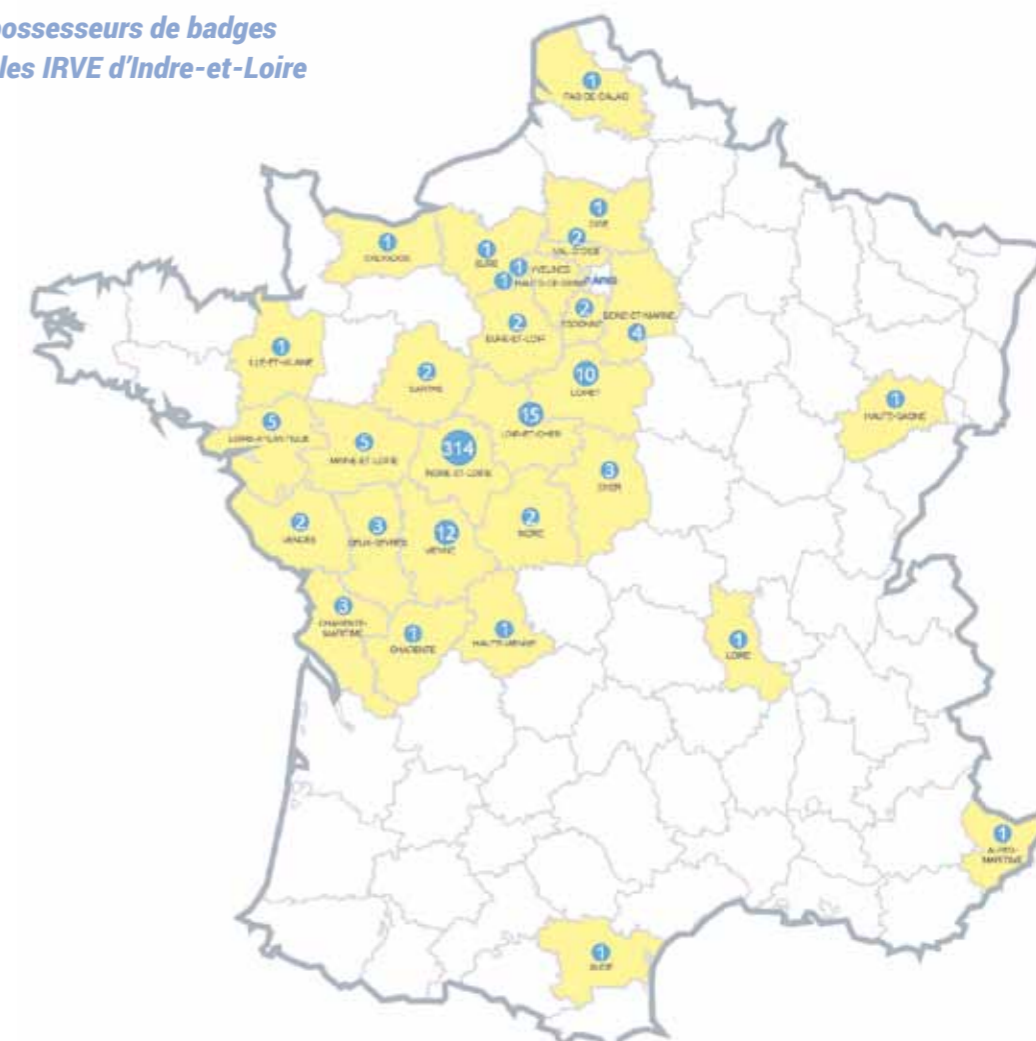 possesseurs de badges
les IRVE d'Indre-et-Loire
1
PAS-DE-CALAIS
1
OISE
2
VAL-D'OISE
1
CALVADOS
1
EURE
1
YVELINES
1
HAUTS-DE-SEINE
PARIS
2
ESSONNE
SEINE-ET-MARNE
4
2
EURE-ET-LOIR
1
ILLE-ET-VILAINE
2
SARTHE
10
LOIRET
1
HAUTE-SAONE
15
LOIR-ET-CHER
5
LOIRE-ATLANTIQUE
5
MAINE-ET-LOIRE
314
INDRE-ET-LOIRE
3
CHER
2
VENDEE
3
DEUX-SEVRES
12
VIENNE
2
INDRE
3
CHARENTE-
MARITIME
1
CHARENTE
1
HAUTE-VIENNE
1
LOIRE
1
ALPES-
MARITIMES
1
AUDE